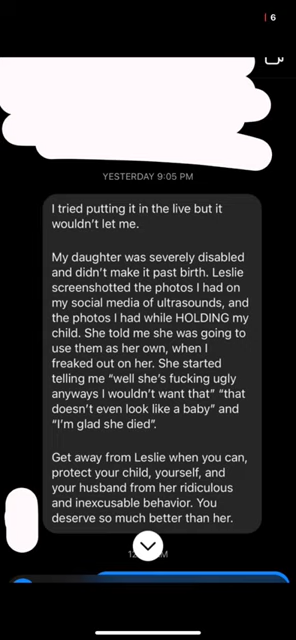 6
YESTERDAY 9:05 PM
I tried putting it in the live but it
wouldn't let me.
My daughter was severely disabled
and didn't make it past birth. Leslie
screenshotted the photos I had on
my social media of ultrasounds, and
the photos I had while HOLDING my
child. She told me she was going to
use them as her own, when I
freaked out on her. She started
telling me “well she's fucking ugly
anyways I wouldn't want that” “that
doesn't even look like a baby” and
“I'm glad she died”.
Get away from Leslie when you can,
protect your child, yourself, and
your husband from her ridiculous
and inexcusable behavior. You
deserve so much better than her.